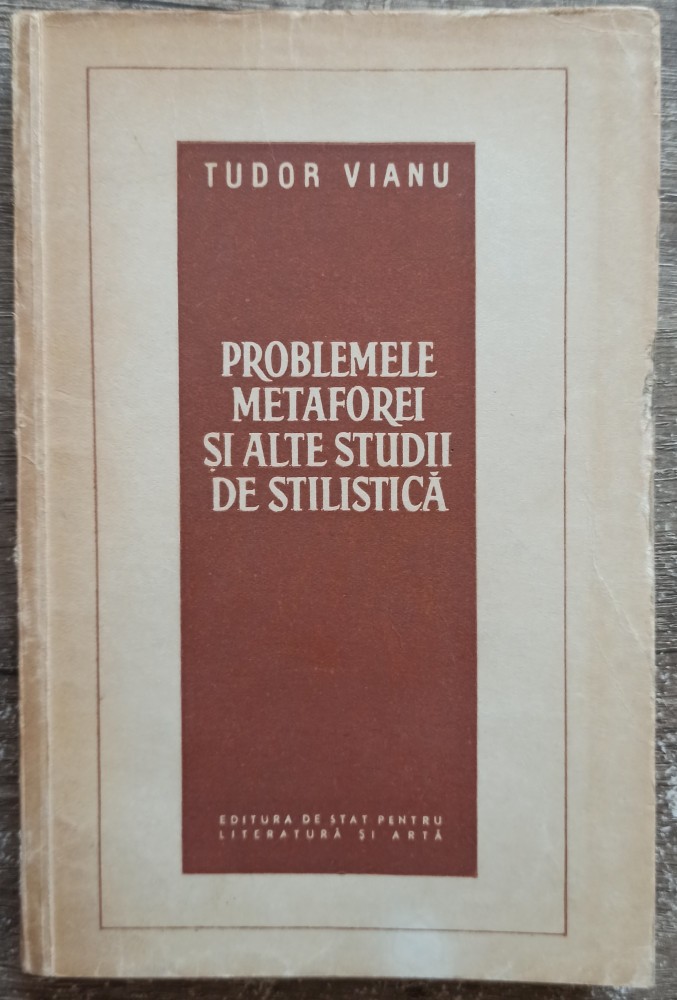 TUDOR VIANU
PROBLEMELE
METAFOREI
ȘI ALTE STUDII
DE STILISTICĂ
EDITURA DE STAT PENTRU
LITERATURĂ ȘI ARTĂ